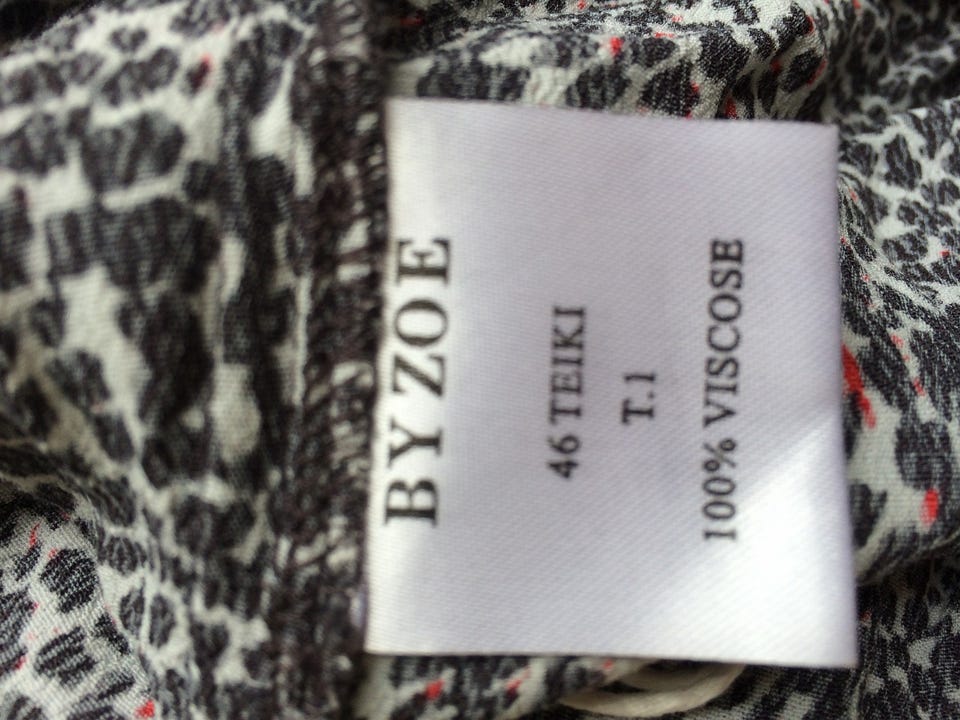 BY ZOE
46 TEIKI
T.1
100% VISCOSE